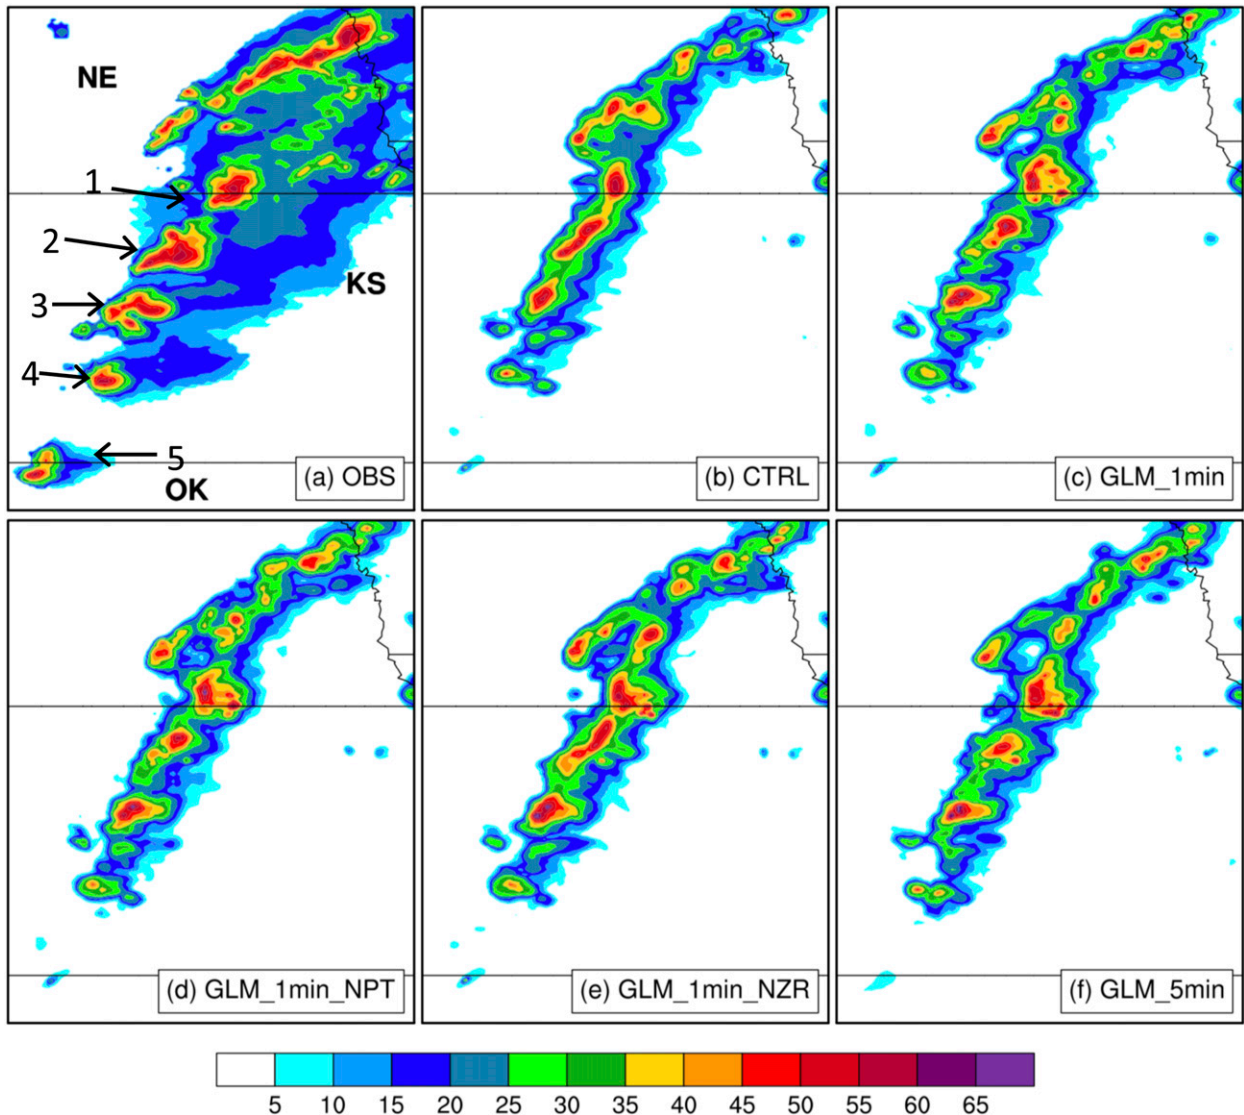 NE
1
2
3
KS
4
5
OK
(a) OBS
(b) CTRL
(c) GLM_1min
(d) GLM_1min_NPT
(e) GLM_1min_NZR
(f) GLM_5min
5 10 15 20 25 30 35 40 45 50 55 60 65